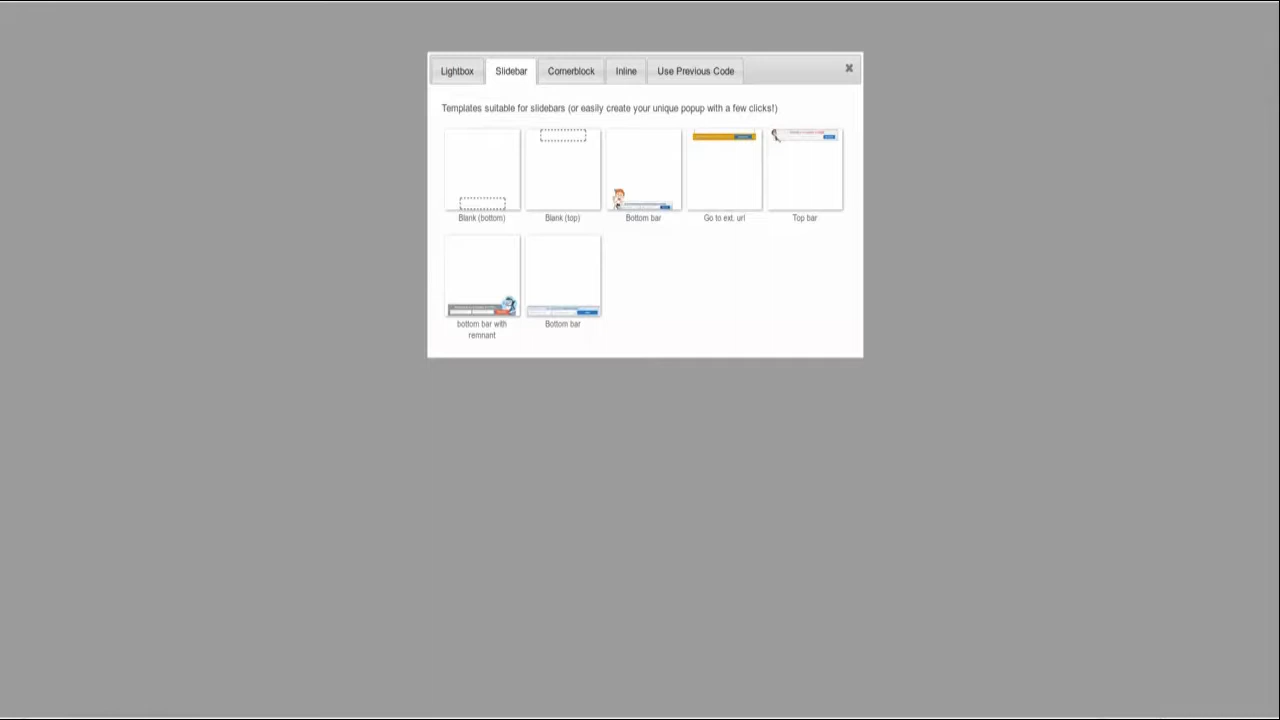 Lightbox Slidebar Cornerblock Inline Use Previous Code
Templates suitable for slidebars (or easily create your unique popup with a few clicks!)
Blank (bottom) Blank (top) Bottom bar Go to ext. url Top bar
bottom bar with Bottom bar
remnant